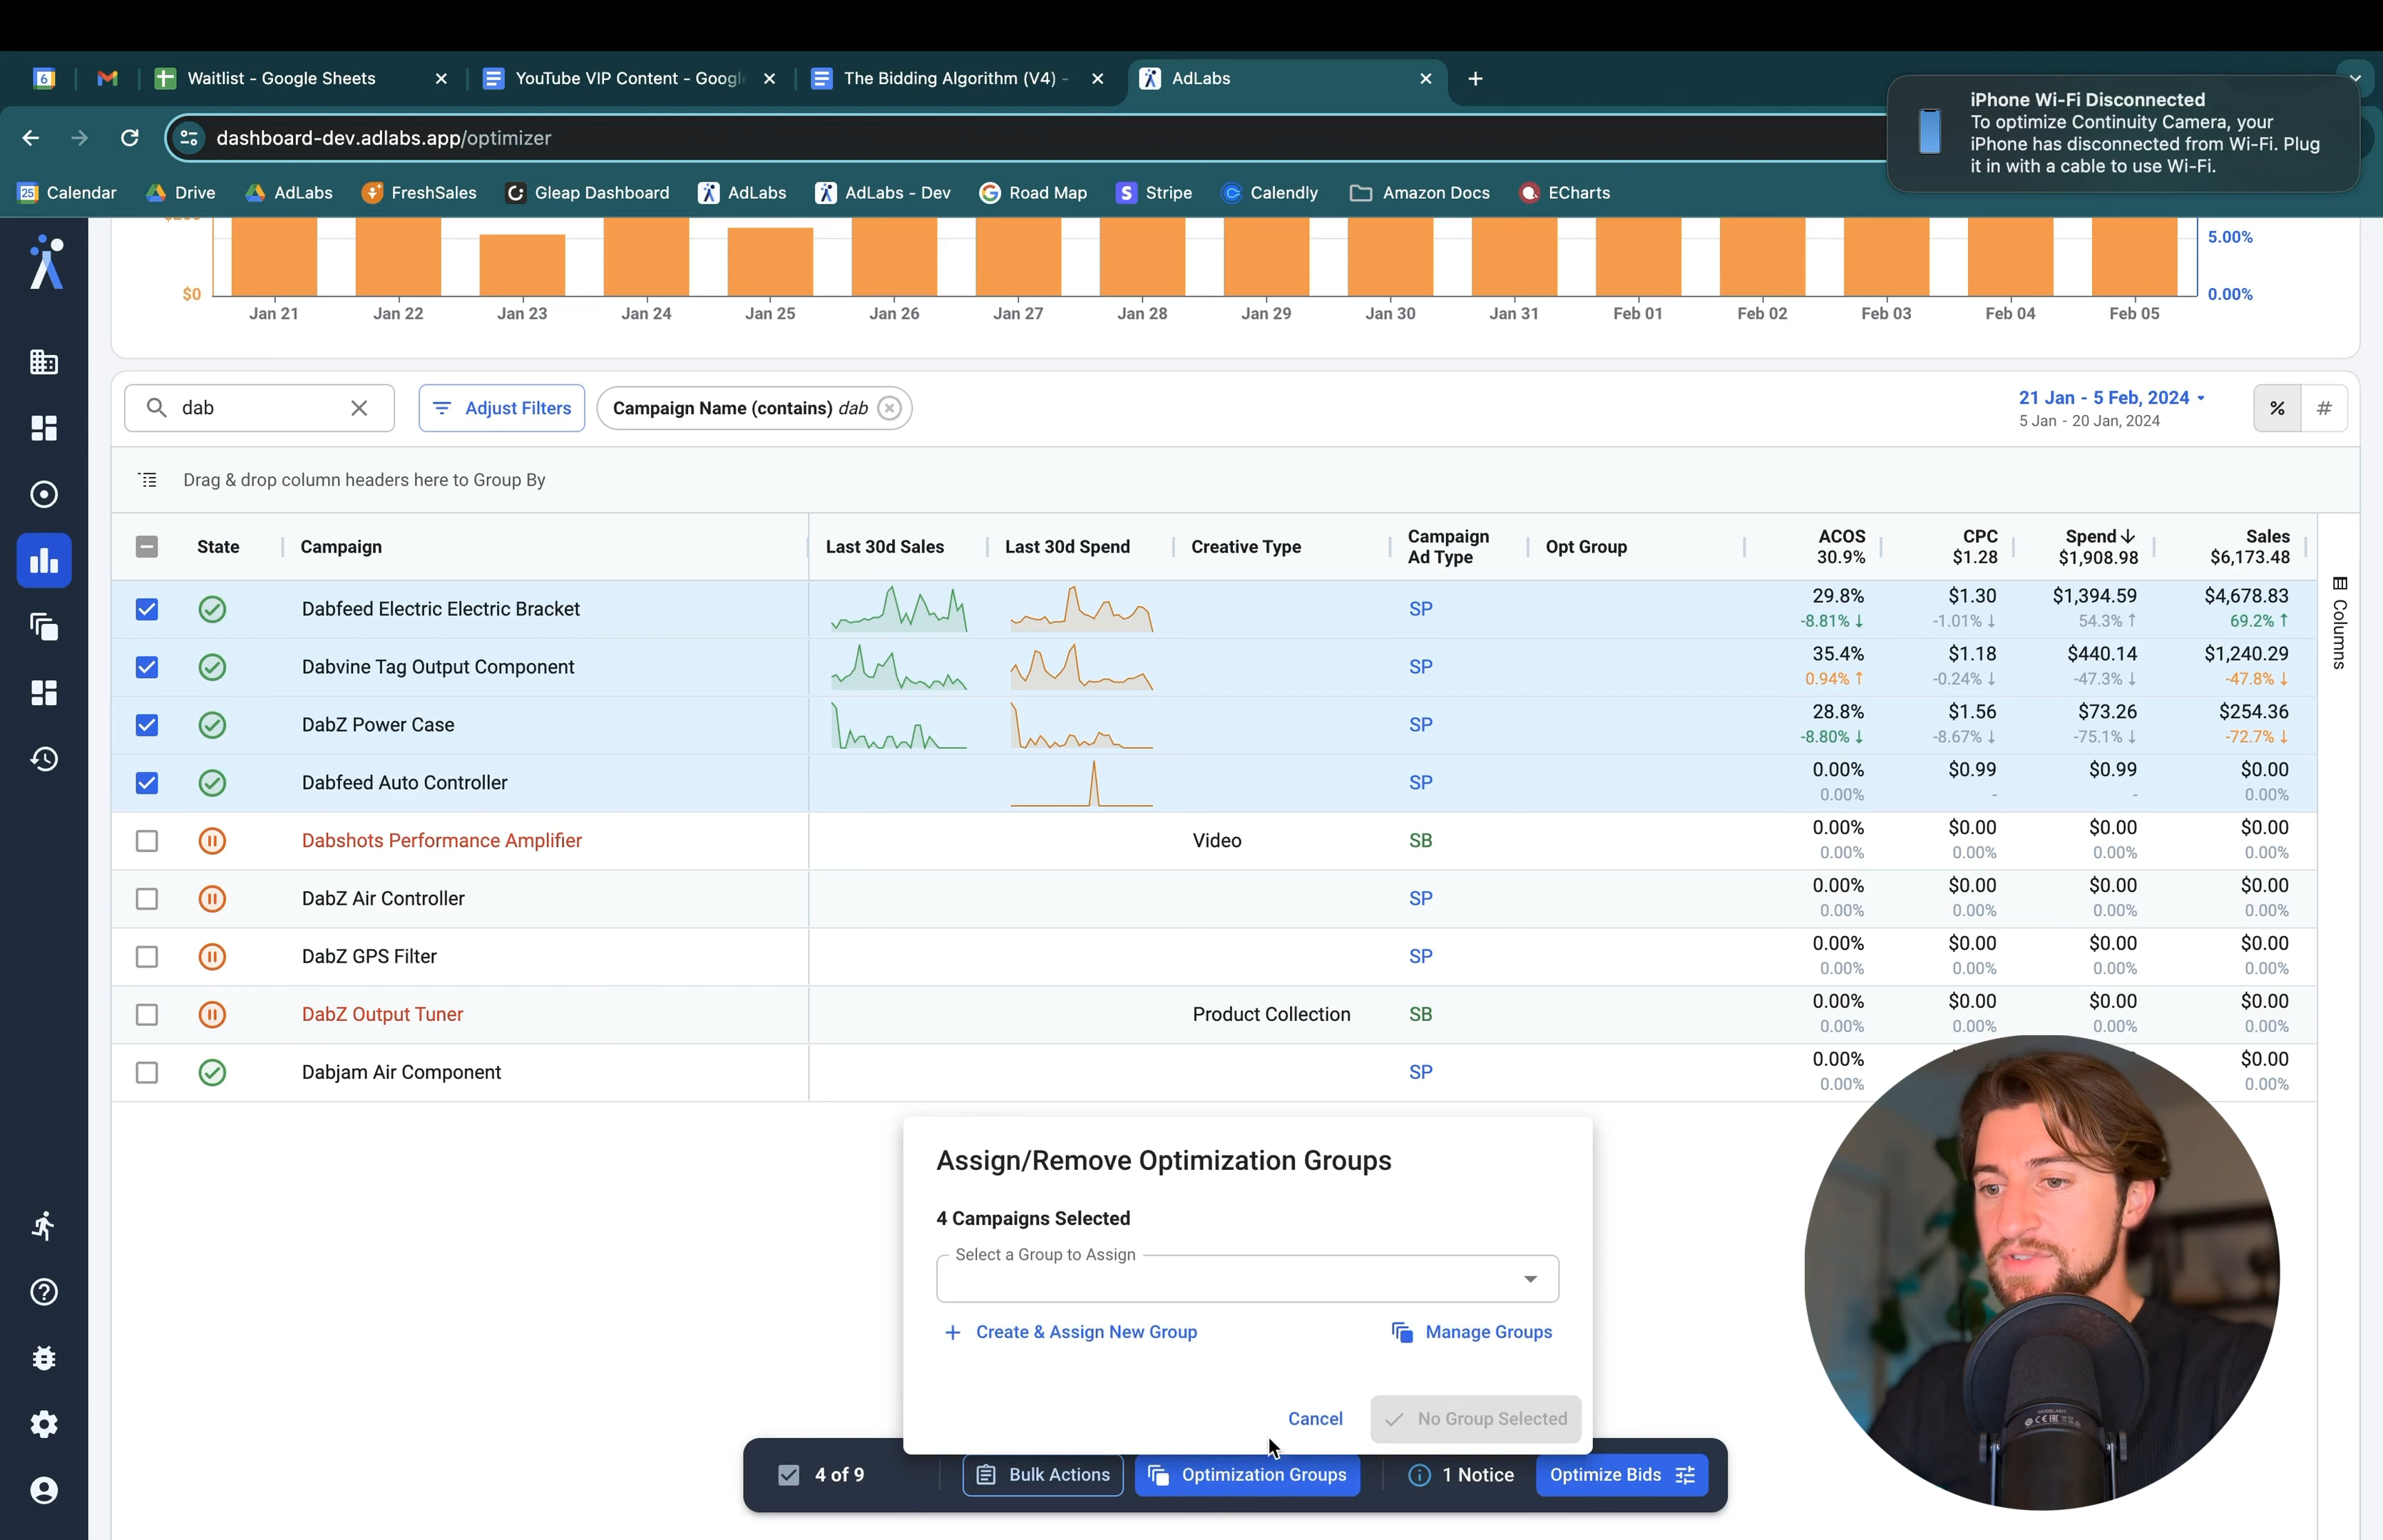 6
Waitlist - Google Sheets
YouTube VIP Content - Google
The Bidding Algorithm (V4) -
AdLabs
dashboard-dev.adlabs.app/optimizer
iPhone Wi-Fi Disconnected
To optimize Continuity Camera, your
iPhone has disconnected from Wi-Fi. Plug
it in with a cable to use Wi-Fi.
25 Calendar
Drive
AdLabs
FreshSales
Gleap Dashboard
AdLabs
AdLabs - Dev
Road Map
S Stripe
Calendly
Amazon Docs
ECharts
5.00%
$0
0.00%
Jan 21 Jan 22 Jan 23 Jan 24 Jan 25 Jan 26 Jan 27 Jan 28 Jan 29 Jan 30 Jan 31 Feb 01 Feb 02 Feb 03 Feb 04 Feb 05
dab
Adjust Filters
Campaign Name (contains) dab
21 Jan - 5 Feb, 2024
5 Jan - 20 Jan, 2024
% #
Drag & drop column headers here to Group By
State Campaign Last 30d Sales Last 30d Spend Creative Type Campaign Ad Type Opt Group ACOS CPC Spend↓ Sales
30.9% $1.28 $1,908.98 $6,173.48
Columns
Dabfeed Electric Electric Bracket SP 29.8% $1.30 $1,394.59 $4,678.83
-8.81% ↓ -1.01% ↓ 54.3% ↑ 69.2% ↑
Dabvine Tag Output Component SP 35.4% $1.18 $440.14 $1,240.29
0.94% ↑ -0.24% ↓ -47.3% ↓ -47.8% ↓
DabZ Power Case SP 28.8% $1.56 $73.26 $254.36
-8.80% ↓ -8.67% ↓ -75.1% ↓ -72.7% ↓
Dabfeed Auto Controller SP 0.00% $0.99 $0.99 $0.00
0.00% - - 0.00%
Dabshots Performance Amplifier Video SB 0.00% $0.00 $0.00 $0.00
0.00% 0.00% 0.00% 0.00%
DabZ Air Controller SP 0.00% $0.00 $0.00 $0.00
0.00% 0.00% 0.00% 0.00%
DabZ GPS Filter SP 0.00% $0.00 $0.00 $0.00
0.00% 0.00% 0.00% 0.00%
DabZ Output Tuner Product Collection SB 0.00% $0.00 $0.00 $0.00
0.00% 0.00% 0.00% 0.00%
Dabjam Air Component SP 0.00% $0.00
0.00% 0.00%
Assign/Remove Optimization Groups
4 Campaigns Selected
Select a Group to Assign
+ Create & Assign New Group
Manage Groups
Cancel
No Group Selected
4 of 9
Bulk Actions
Optimization Groups
1 Notice
Optimize Bids